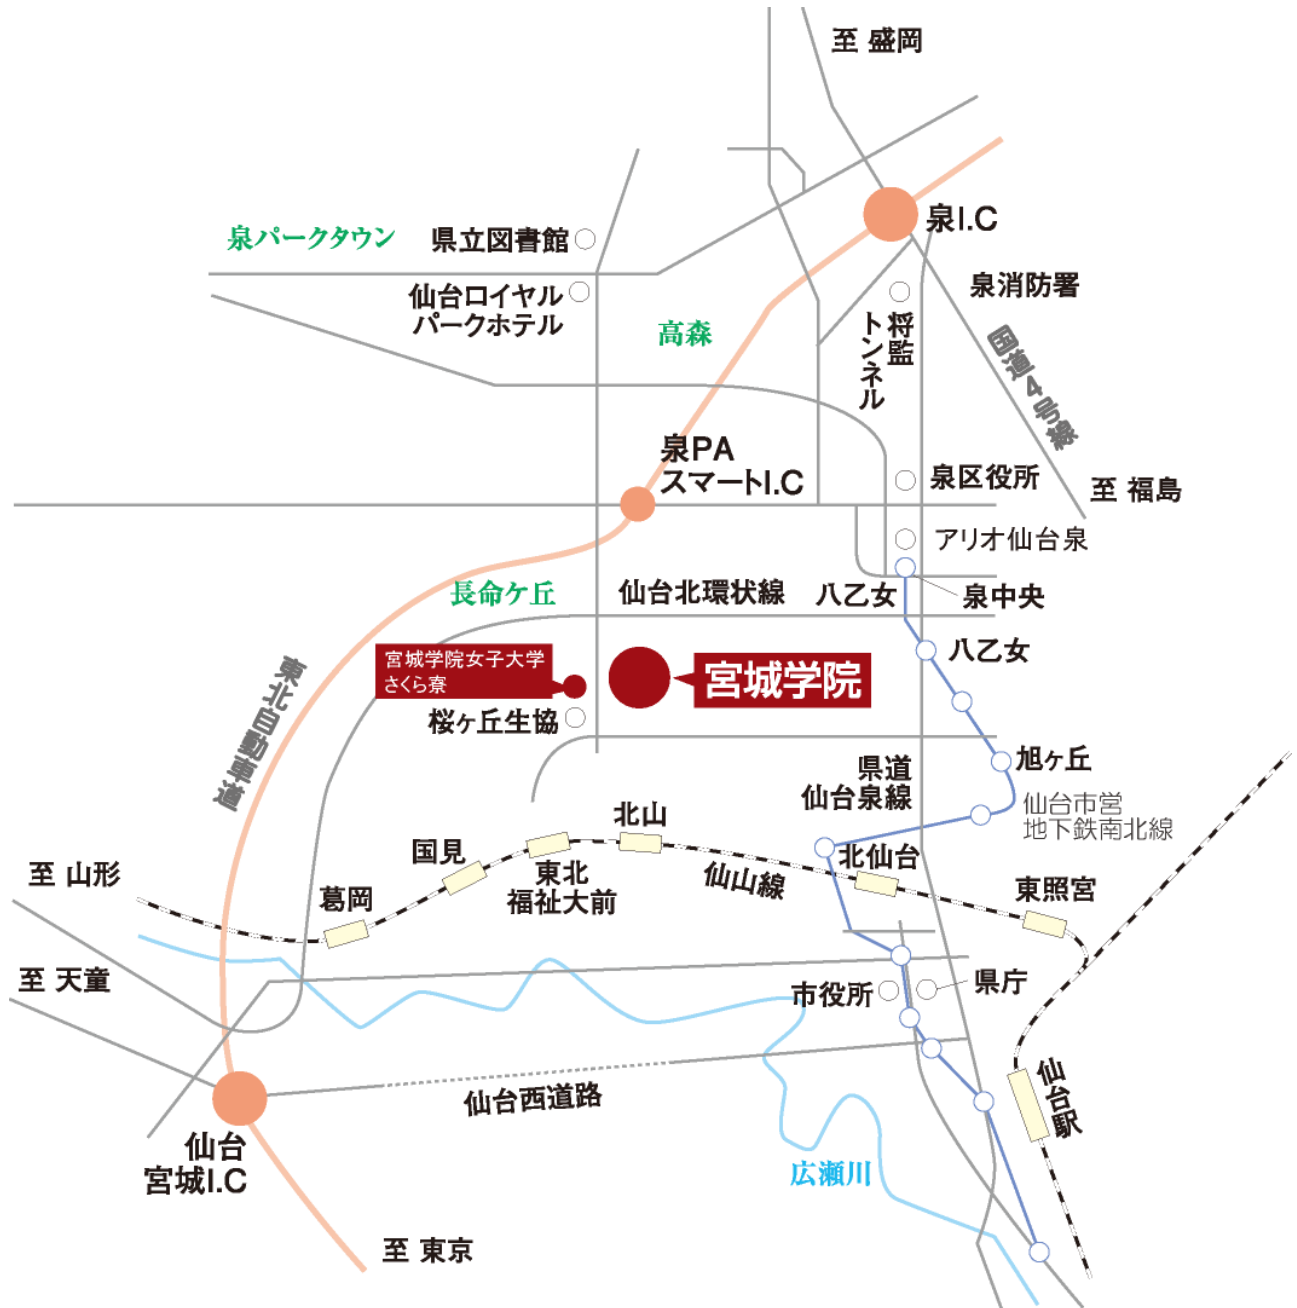 至 盛岡
泉I.C
泉パークタウン
県立図書館
仙台ロイヤル
パークホテル
泉消防署
高森
将監
トンネル
国道4号線
泉PA
スマートI.C
泉区役所
至 福島
アリオ仙台泉
長命ケ丘
仙台北環状線
八乙女
泉中央
宮城学院女子大学
さくら寮
宮城学院
八乙女
桜ヶ丘生協
東北自動車道
県道
仙台泉線
旭ヶ丘
仙台市営
地下鉄南北線
北山
国見
東北
福祉大前
仙山線
北仙台
至 山形
葛岡
東照宮
至 天童
市役所
県庁
仙台西道路
仙台駅
仙台
宮城I.C
広瀬川
至 東京